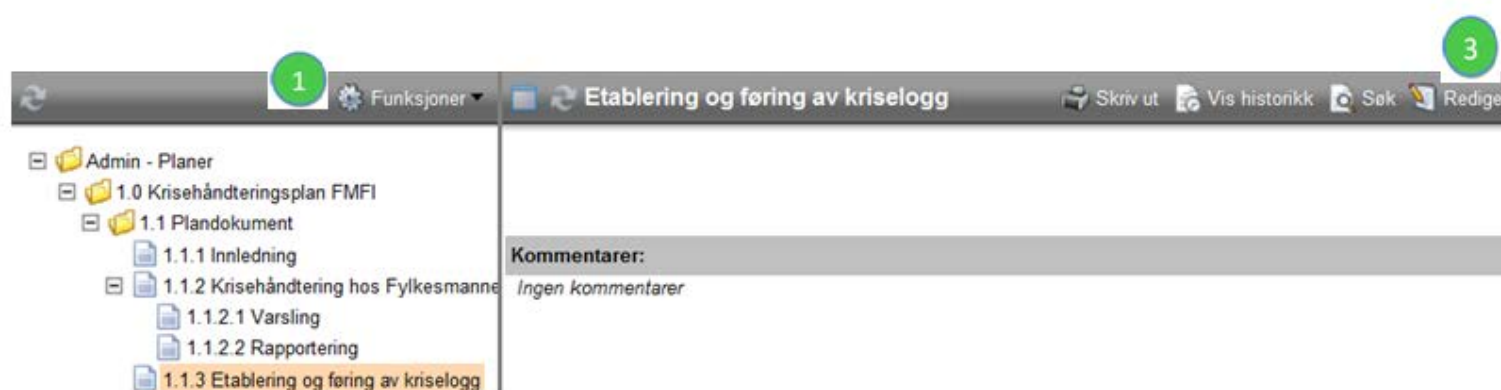 3
1
Funksjoner
Etablering og føring av kriselogg
Skriv ut
Vis historikk
Søk
Redige
Admin - Planer
1.0 Krisehåndteringsplan FMFI
1.1 Plandokument
1.1.1 Innledning
1.1.2 Krisehåndtering hos Fylkesmanne
1.1.2.1 Varsling
1.1.2.2 Rapportering
1.1.3 Etablering og føring av kriselogg
Kommentarer:
Ingen kommentarer